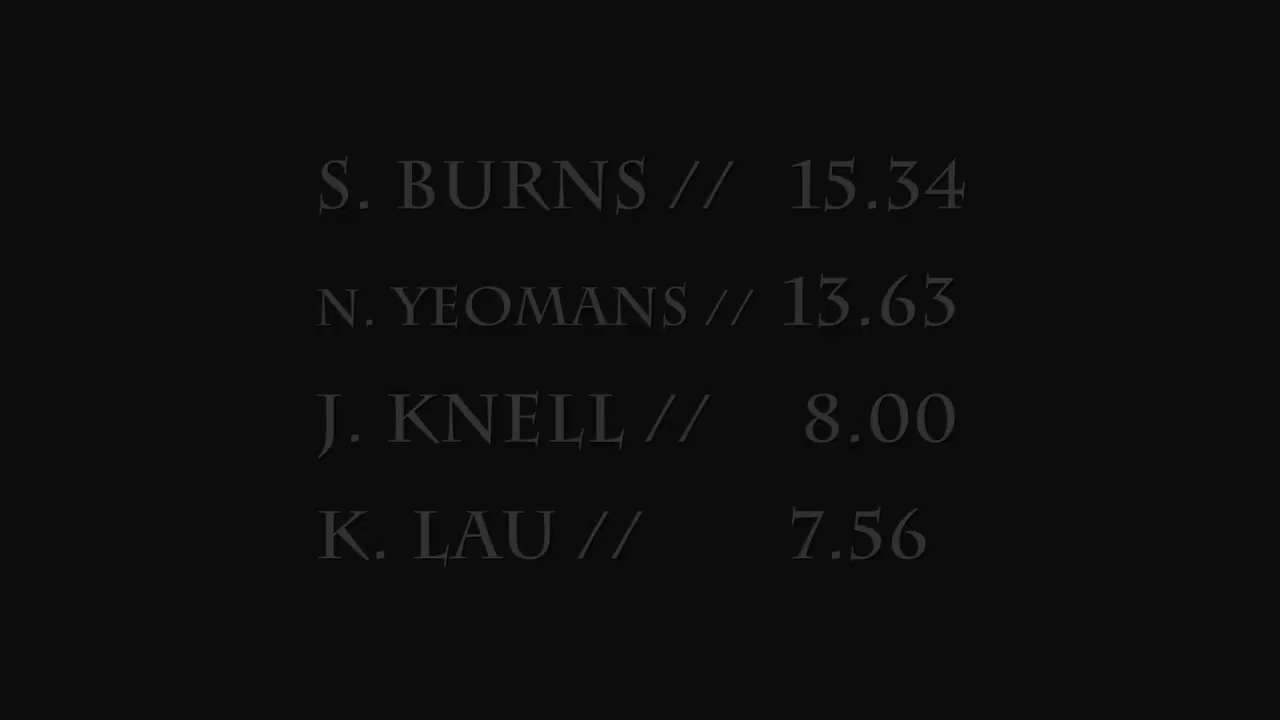 S. BURNS // 15.34
N. YEOMANS // 13.63
J. KNELL // 8.00
K. LAU // 7.56